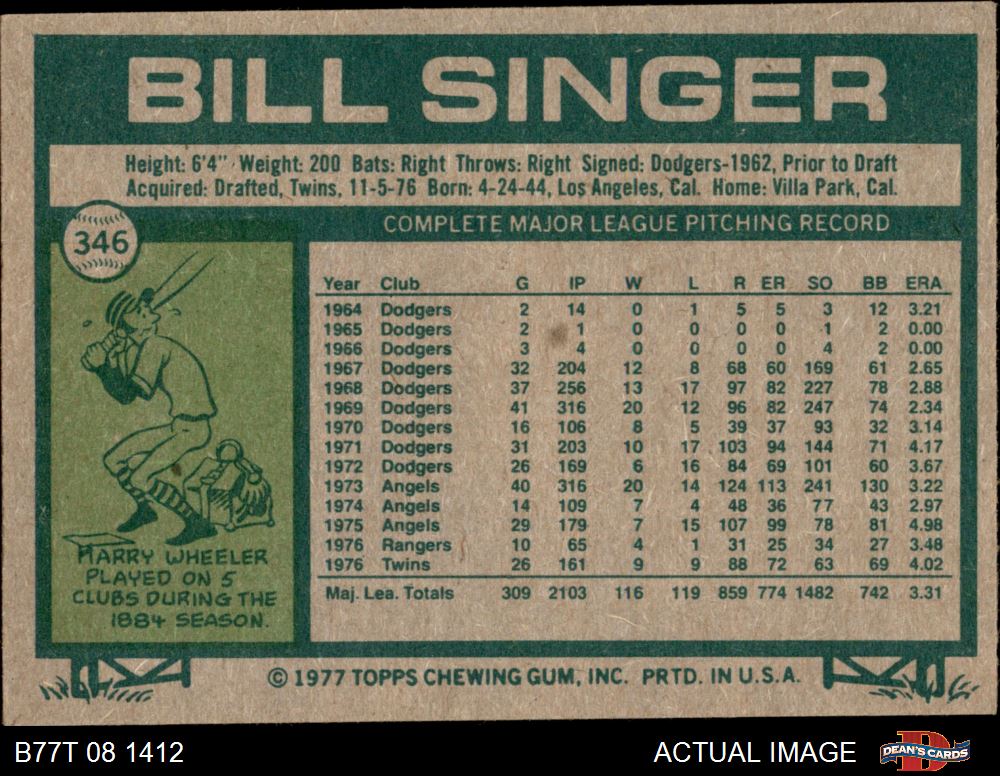 BILL SINGER
Height: 6'4" Weight: 200 Bats: Right Throws: Right Signed: Dodgers-1962, Prior to Draft
Acquired: Drafted, Twins, 11-5-76 Born: 4-24-44, Los Angeles, Cal. Home: Villa Park, Cal.
346
COMPLETE MAJOR LEAGUE PITCHING RECORD
Year Club G IP W L R ER SO BB ERA
1964 Dodgers 2 14 0 1 5 5 3 12 3.21
1965 Dodgers 2 1 0 0 0 0 1 2 0.00
1966 Dodgers 3 4 0 0 0 0 4 2 0.00
1967 Dodgers 32 204 12 8 68 60 169 61 2.65
1968 Dodgers 37 256 13 17 97 82 227 78 2.88
1969 Dodgers 41 316 20 12 96 82 247 74 2.34
1970 Dodgers 16 106 8 5 39 37 93 32 3.14
1971 Dodgers 31 203 10 17 103 94 144 71 4.17
1972 Dodgers 26 169 6 16 84 69 101 60 3.67
1973 Angels 40 316 20 14 124 113 241 130 3.22
1974 Angels 14 109 7 4 48 36 77 43 2.97
1975 Angels 29 179 7 15 107 99 78 81 4.98
1976 Rangers 10 65 4 1 31 25 34 27 3.48
1976 Twins 26 161 9 9 88 72 63 69 4.02
Maj. Lea. Totals 309 2103 116 119 859 774 1482 742 3.31
HARRY WHEELER
PLAYED ON 5
CLUBS DURING THE
1884 SEASON.
© 1977 TOPPS CHEWING GUM, INC. PRTD. IN U.S.A.
B77T 08 1412 ACTUAL IMAGE DEAN'S CARDS